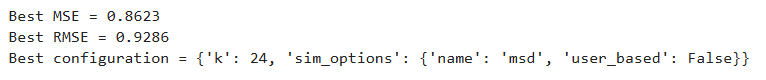 Best MSE = 0.8623
Best RMSE = 0.9286
Best configuration = {'k': 24, 'sim_options': {'name': 'msd', 'user_based': False}}